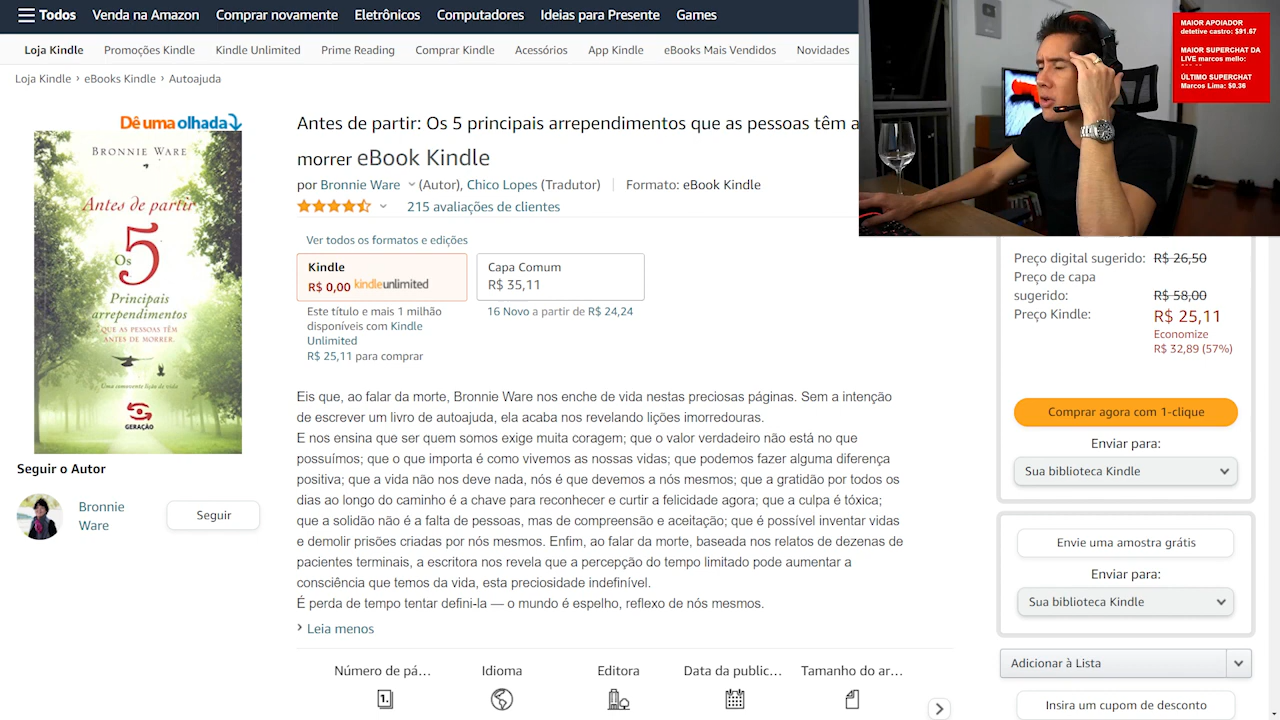 Todos Venda na Amazon Comprar novamente Eletrônicos Computadores Ideias para Presente Games
Loja Kindle Promoções Kindle Kindle Unlimited Prime Reading Comprar Kindle Acessórios App Kindle eBooks Mais Vendidos Novidades
Loja Kindle › eBooks Kindle › Autoajuda
MAIOR APOIADOR
detetive castro: $91.67
MAIOR SUPERCHAT DA
LIVE marcos mello:
ÚLTIMO SUPERCHAT
Marcos Lima: $0.36
Dê uma olhada
BRONNIE WARE
Antes de partir
Os 5
Principais
arrependimentos
QUE AS PESSOAS TÊM
ANTES DE MORRER.
Uma comovente lição de vida
GERAÇÃO
Seguir o Autor
Bronnie
Ware
Seguir
Antes de partir: Os 5 principais arrependimentos que as pessoas têm a
morrer eBook Kindle
por Bronnie Ware (Autor), Chico Lopes (Tradutor) Formato: eBook Kindle
215 avaliações de clientes
Ver todos os formatos e edições
Kindle
R$ 0,00 kindleunlimited
Este título e mais 1 milhão
disponíveis com Kindle
Unlimited
R$ 25,11 para comprar
Capa Comum
R$ 35,11
16 Novo a partir de R$ 24,24
Eis que, ao falar da morte, Bronnie Ware nos enche de vida nestas preciosas páginas. Sem a intenção
de escrever um livro de autoajuda, ela acaba nos revelando lições imorredouras.
E nos ensina que ser quem somos exige muita coragem; que o valor verdadeiro não está no que
possuímos; que o que importa é como vivemos as nossas vidas; que podemos fazer alguma diferença
positiva; que a vida não nos deve nada, nós é que devemos a nós mesmos; que a gratidão por todos os
dias ao longo do caminho é a chave para reconhecer e curtir a felicidade agora; que a culpa é tóxica;
que a solidão não é a falta de pessoas, mas de compreensão e aceitação; que é possível inventar vidas
e demolir prisões criadas por nós mesmos. Enfim, ao falar da morte, baseada nos relatos de dezenas de
pacientes terminais, a escritora nos revela que a percepção do tempo limitado pode aumentar a
consciência que temos da vida, esta preciosidade indefinível.
É perda de tempo tentar defini-la — o mundo é espelho, reflexo de nós mesmos.
Leia menos
Número de pá... Idioma Editora Data da public... Tamanho do ar...
1.
Preço digital sugerido: R$ 26,50
Preço de capa
sugerido: R$ 58,00
Preço Kindle: R$ 25,11
Economize
R$ 32,89 (57%)
Comprar agora com 1-clique
Enviar para:
Sua biblioteca Kindle
Envie uma amostra grátis
Enviar para:
Sua biblioteca Kindle
Adicionar à Lista
Insira um cupom de desconto